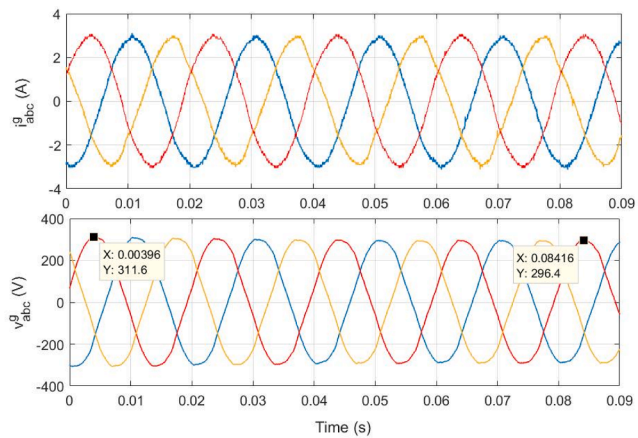 4
2
0
-2
-4
i^g_abc (A)
0 0.01 0.02 0.03 0.04 0.05 0.06 0.07 0.08 0.09
400
200
0
-200
-400
v^g_abc (V)
X: 0.00396
Y: 311.6
X: 0.08416
Y: 296.4
0 0.01 0.02 0.03 0.04 0.05 0.06 0.07 0.08 0.09
Time (s)